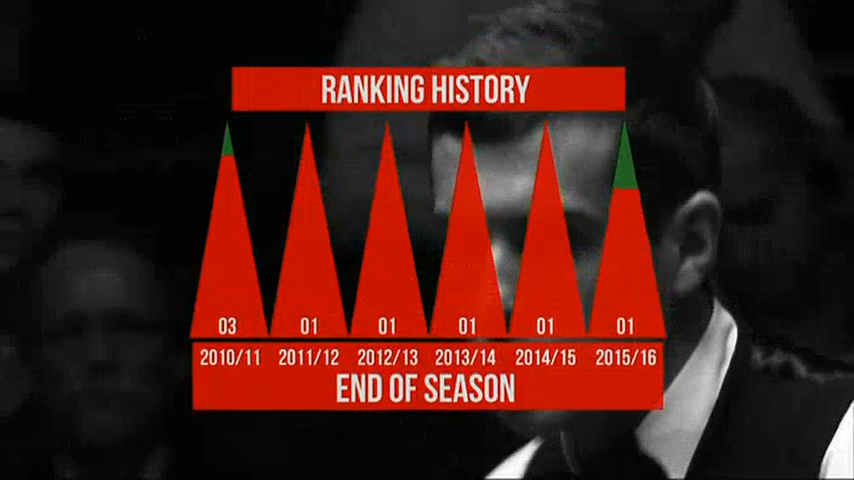 RANKING HISTORY
03 01 01 01 01 01
2010/11 2011/12 2012/13 2013/14 2014/15 2015/16
END OF SEASON